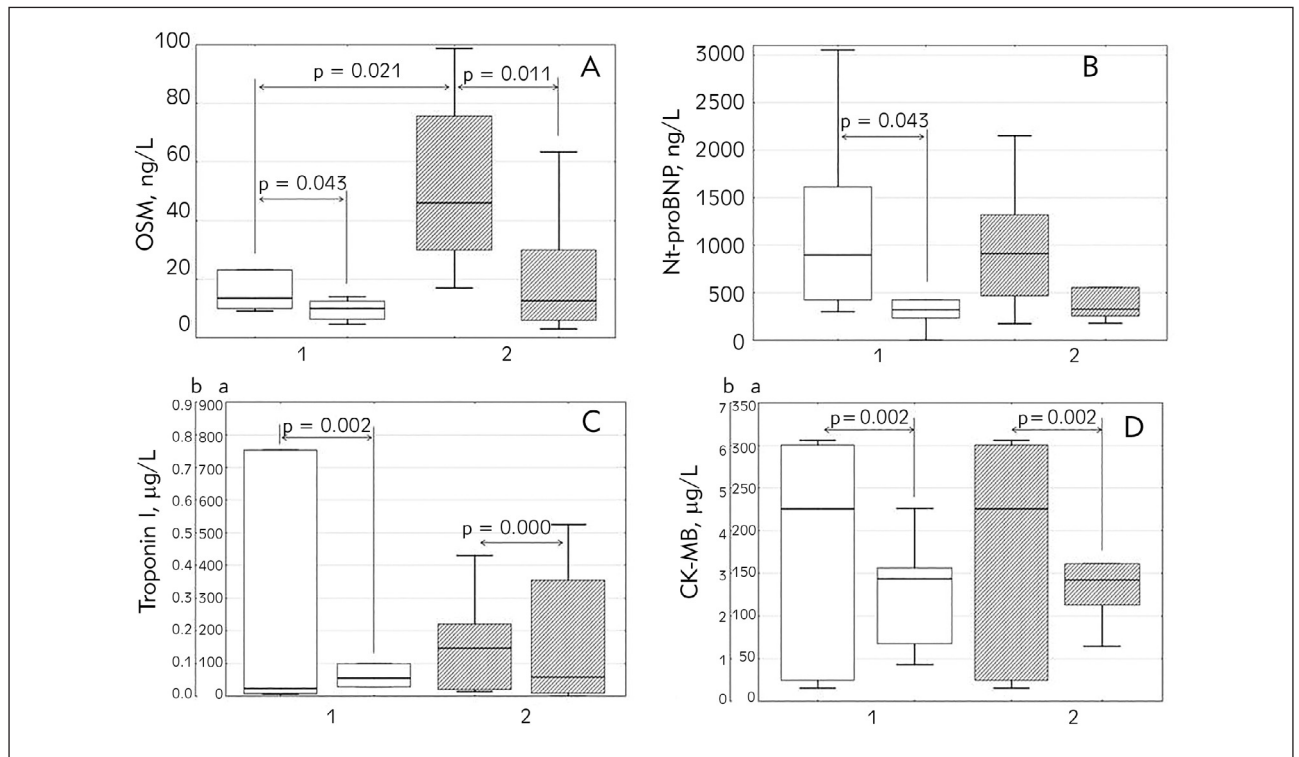 A
OSM, ng/L
100
80
60
40
20
0
p = 0.021
p = 0.011
p = 0.043
1
2
B
Nt-proBNP, ng/L
3000
2500
2000
1500
1000
500
0
p = 0.043
1
2
b a
C
Troponin I, µg/L
0.9 900
0.8 800
0.7 700
0.6 600
0.5 500
0.4 400
0.3 300
0.2 200
0.1 100
0.0 0
p = 0.002
p = 0.000
1
2
b a
D
CK-MB, µg/L
7 350
6 300
5 250
4 200
3 150
2 100
1 50
0 0
p=0.002
p = 0.002
1
2